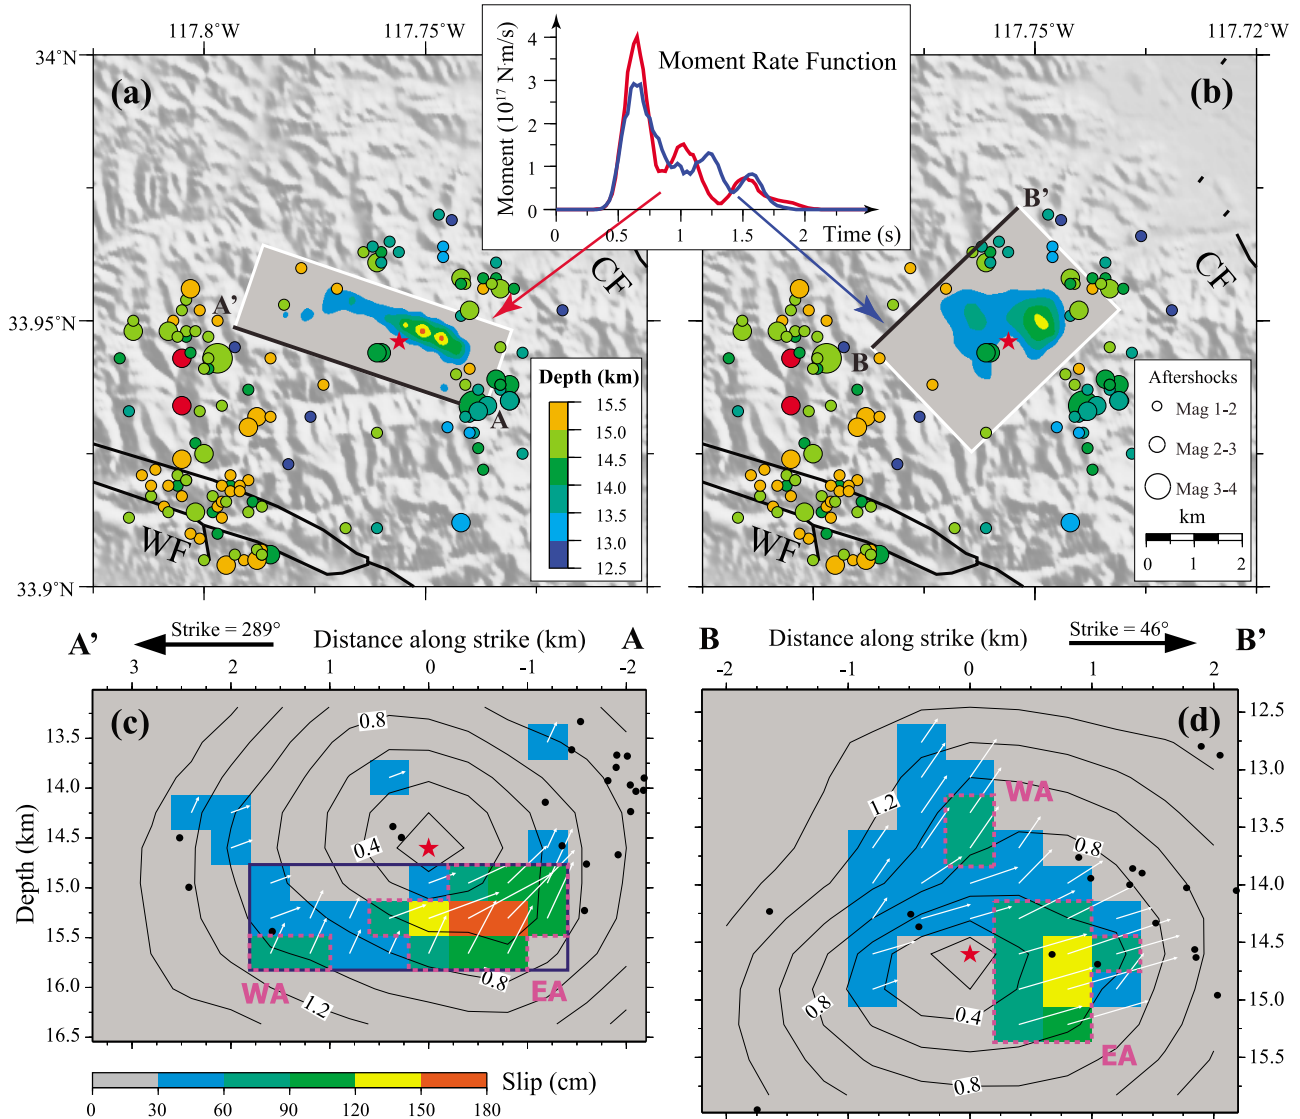 117.8°W
117.75°W
117.75°W
117.72°W
34°N
33.95°N
33.9°N
(a)
A'
A
CF
WF
Depth (km)
15.5
15.0
14.5
14.0
13.5
13.0
12.5
Moment Rate Function
Moment (10¹⁷ N·m/s)
4
3
2
1
0
0
0.5
1
1.5
2
Time (s)
(b)
B'
B
CF
WF
Aftershocks
Mag 1-2
Mag 2-3
Mag 3-4
km
0
1
2
A'
Strike = 289°
Distance along strike (km)
A
3
2
1
0
-1
-2
(c)
Depth (km)
13.5
14.0
14.5
15.0
15.5
16.0
16.5
0.8
0.4
0.8
1.2
WA
EA
0
30
60
90
120
150
180
Slip (cm)
B
Distance along strike (km)
Strike = 46°
B'
-2
-1
0
1
2
(d)
12.5
13.0
13.5
14.0
14.5
15.0
15.5
1.2
0.8
0.8
0.4
0.8
WA
EA